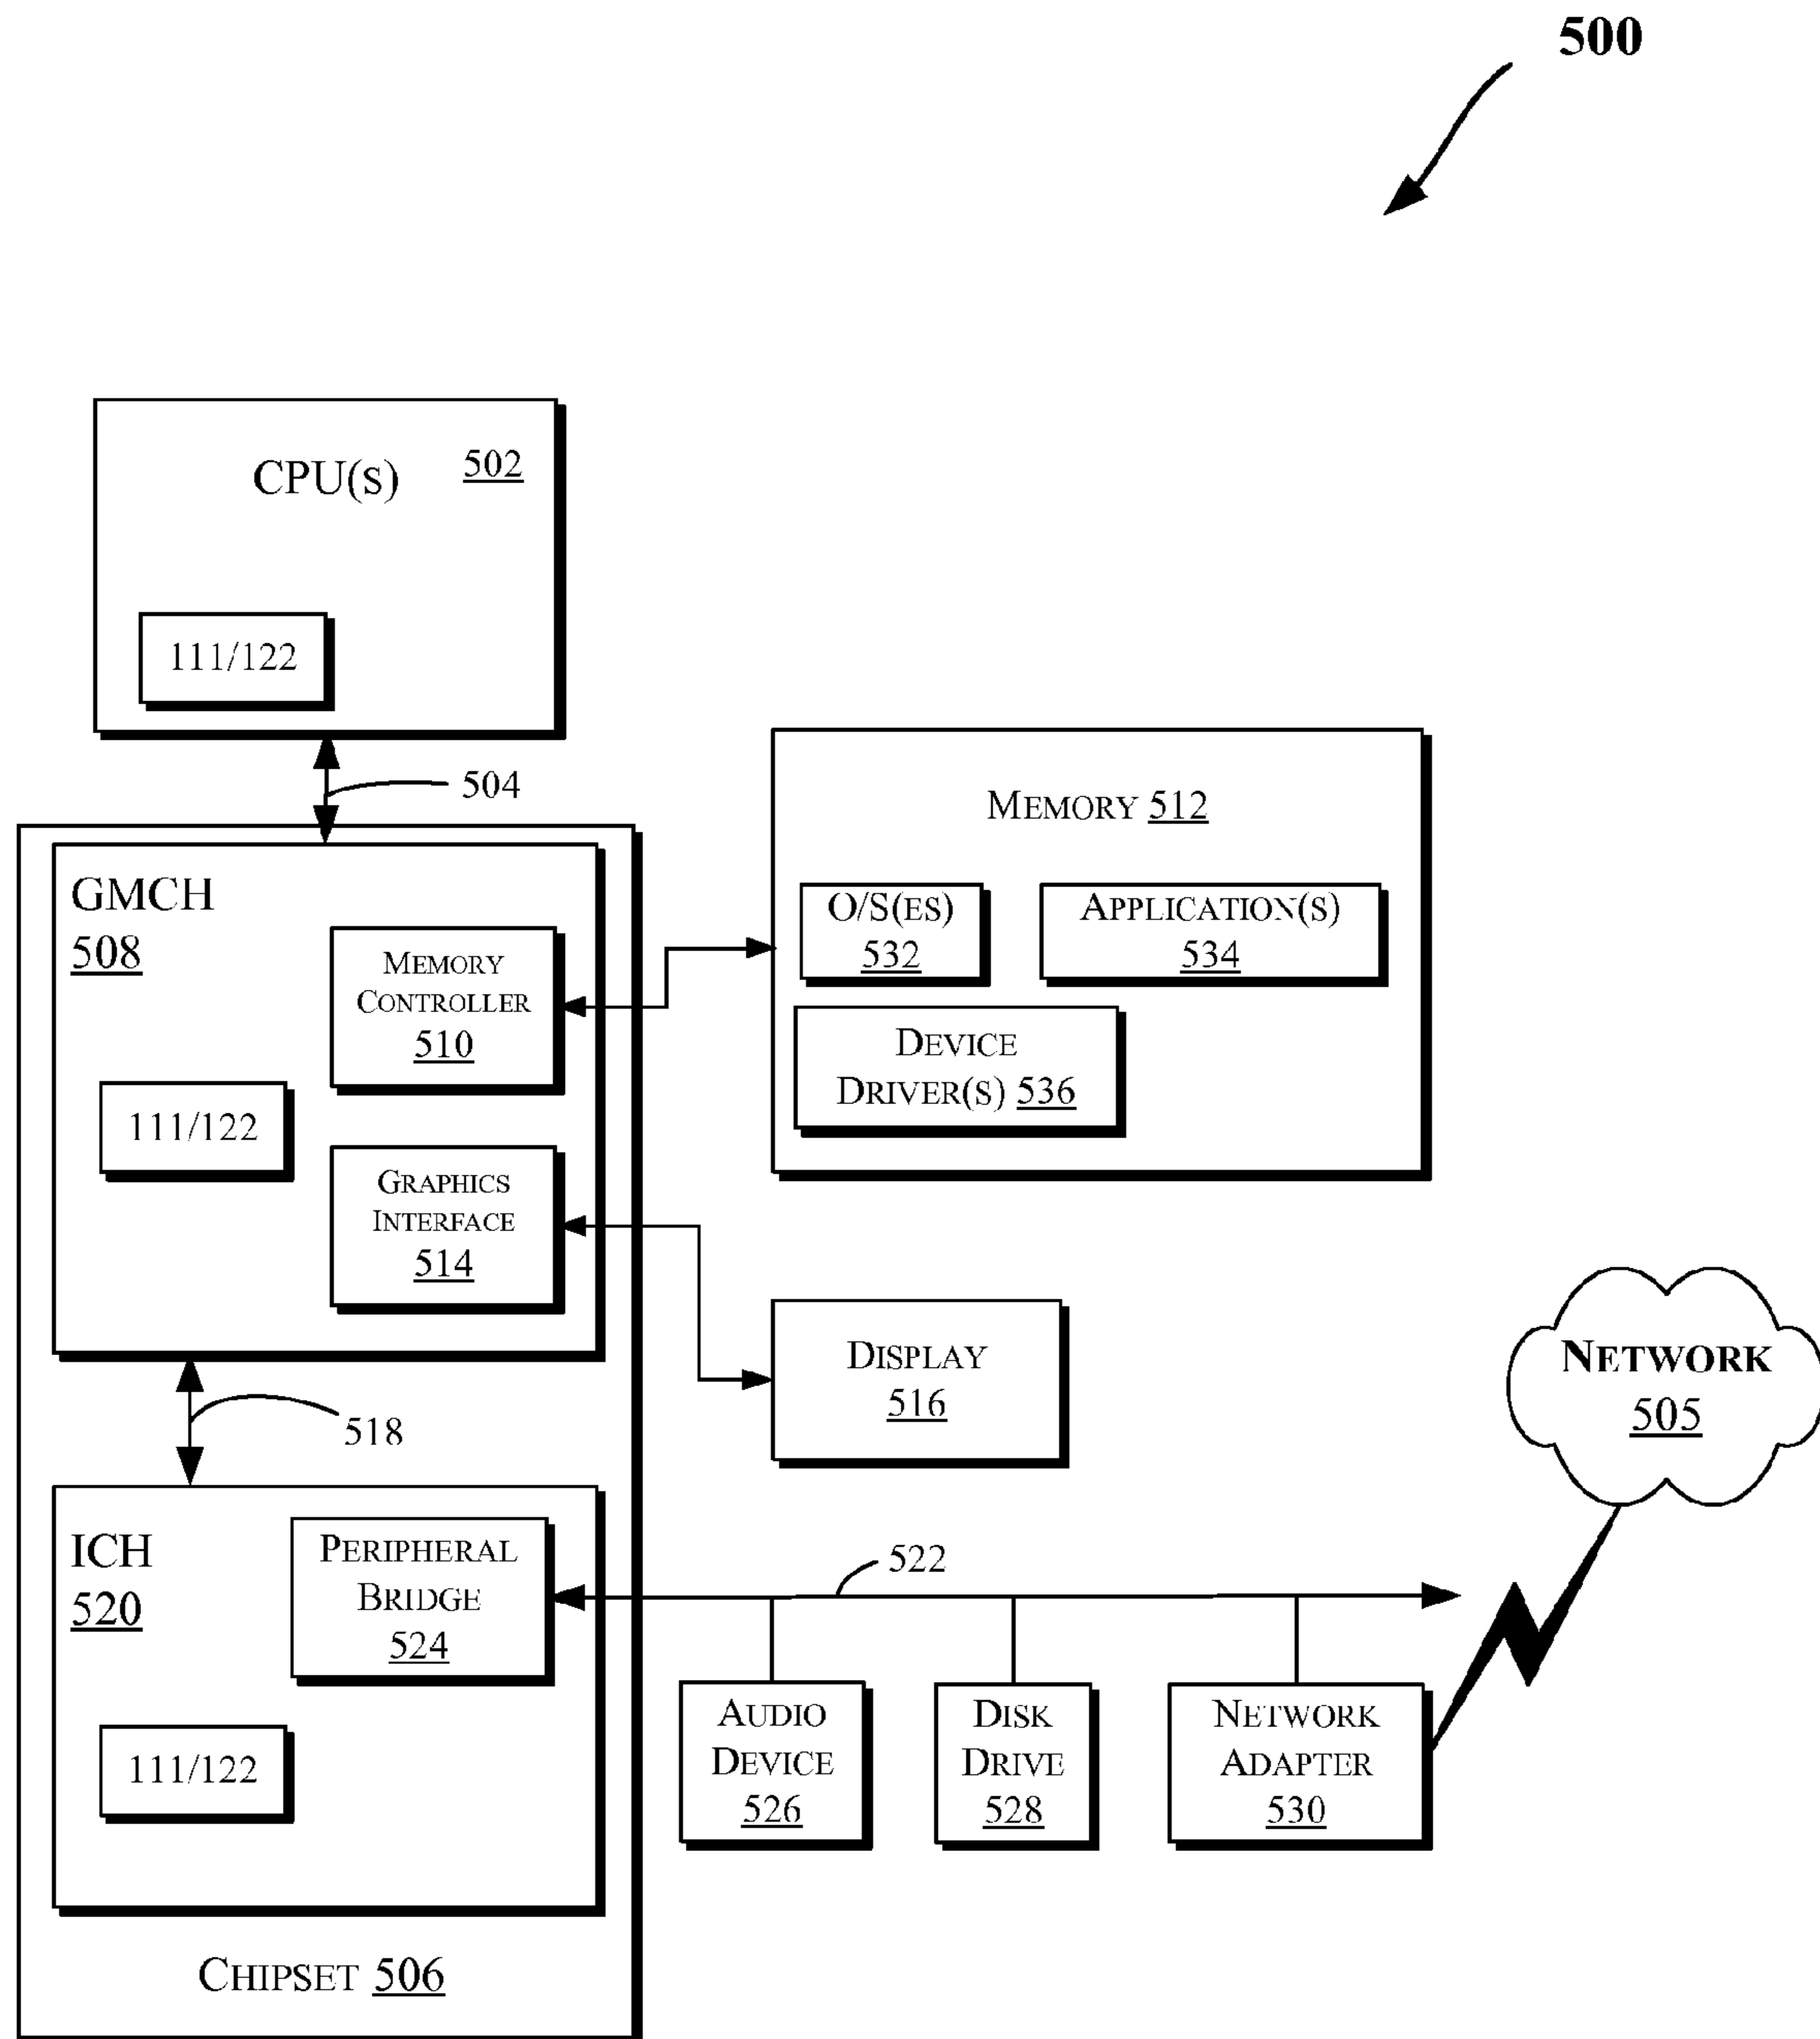 500
CPU(S) 502
111/122
504
GMCH
508
MEMORY
CONTROLLER
510
111/122
GRAPHICS
INTERFACE
514
MEMORY 512
O/S(ES)
532
APPLICATION(S)
534
DEVICE
DRIVER(S) 536
DISPLAY
516
NETWORK
505
518
ICH
520
PERIPHERAL
BRIDGE
524
111/122
522
AUDIO
DEVICE
526
DISK
DRIVE
528
NETWORK
ADAPTER
530
CHIPSET 506